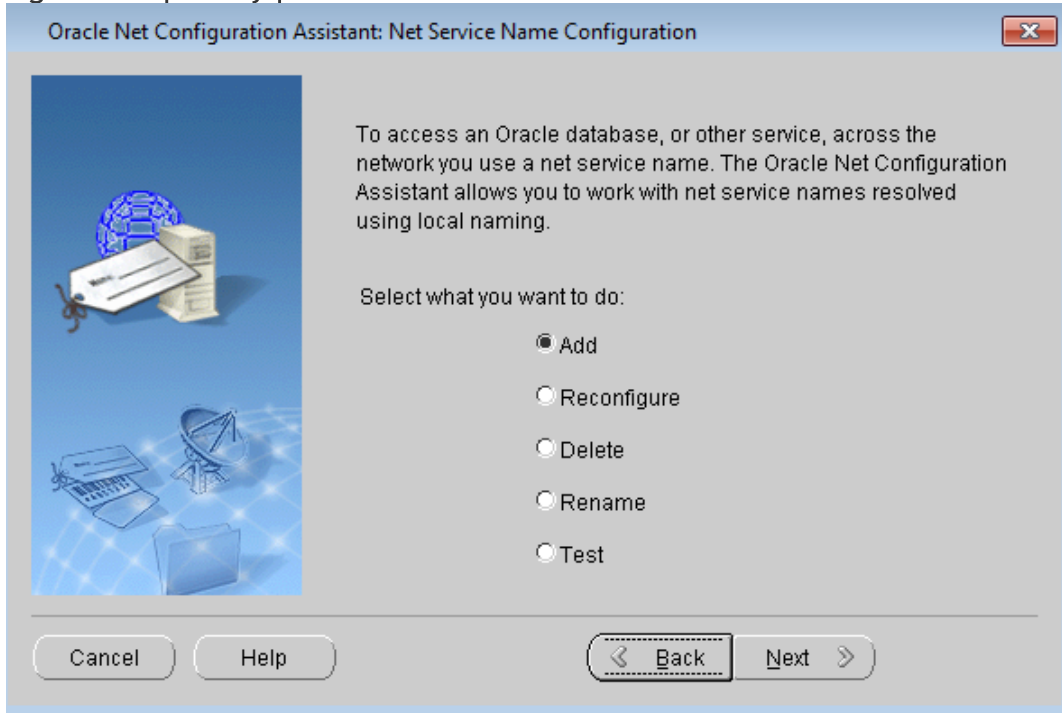 Oracle Net Configuration Assistant: Net Service Name Configuration
To access an Oracle database, or other service, across the
network you use a net service name. The Oracle Net Configuration
Assistant allows you to work with net service names resolved
using local naming.
Select what you want to do:
Add
Reconfigure
Delete
Rename
Test
Cancel
Help
Back
Next